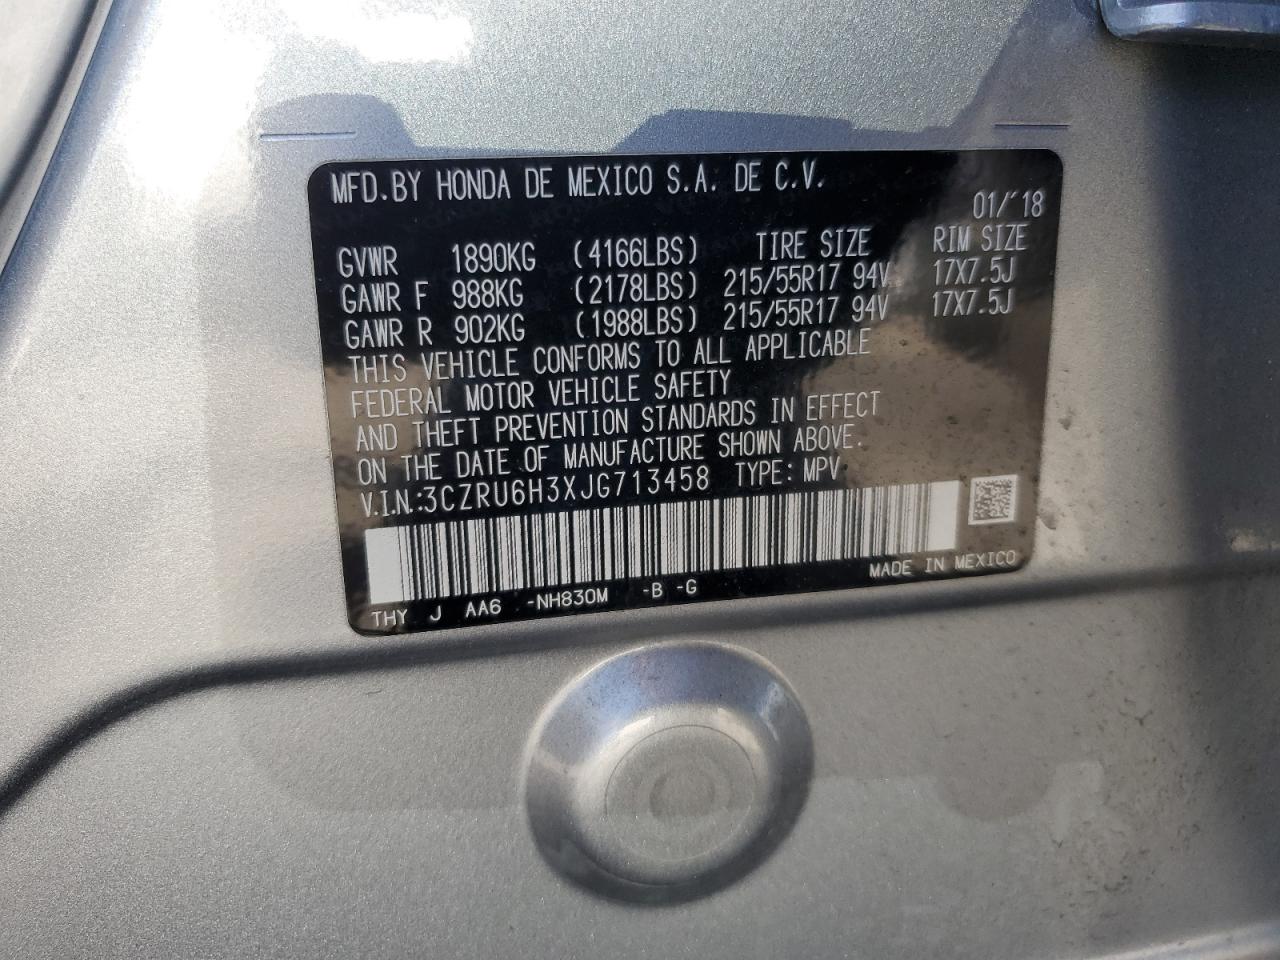 MFD.BY HONDA DE MEXICO S.A. DE C.V.
01/"18
GVWR 1890KG (4166LBS) TIRE SIZE RIM SIZE
GAWR F 988KG (2178LBS) 215/55R17 94V 17X7.5J
GAWR R 902KG (1988LBS) 215/55R17 94V 17X7.5J
THIS VEHICLE CONFORMS TO ALL APPLICABLE
FEDERAL MOTOR VEHICLE SAFETY
AND THEFT PREVENTION STANDARDS IN EFFECT
ON THE DATE OF MANUFACTURE SHOWN ABOVE.
V.I.N.:3CZRU6H3XJG713458 TYPE: MPV
MADE IN MEXICO
THY J AA6 -NH830M -B -G